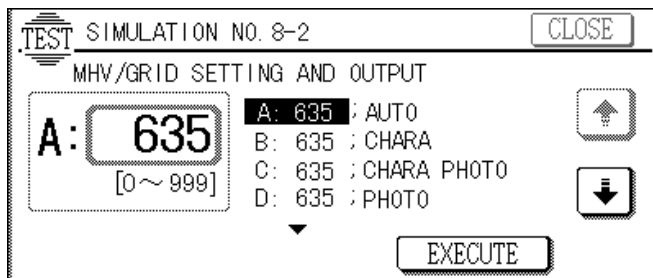 TEST SIMULATION NO. 8-2 CLOSE
MHV/GRID SETTING AND OUTPUT
A: 635
[0～999]
A: 635 ; AUTO
B: 635 ; CHARA
C: 635 ; CHARA PHOTO
D: 635 ; PHOTO
EXECUTE